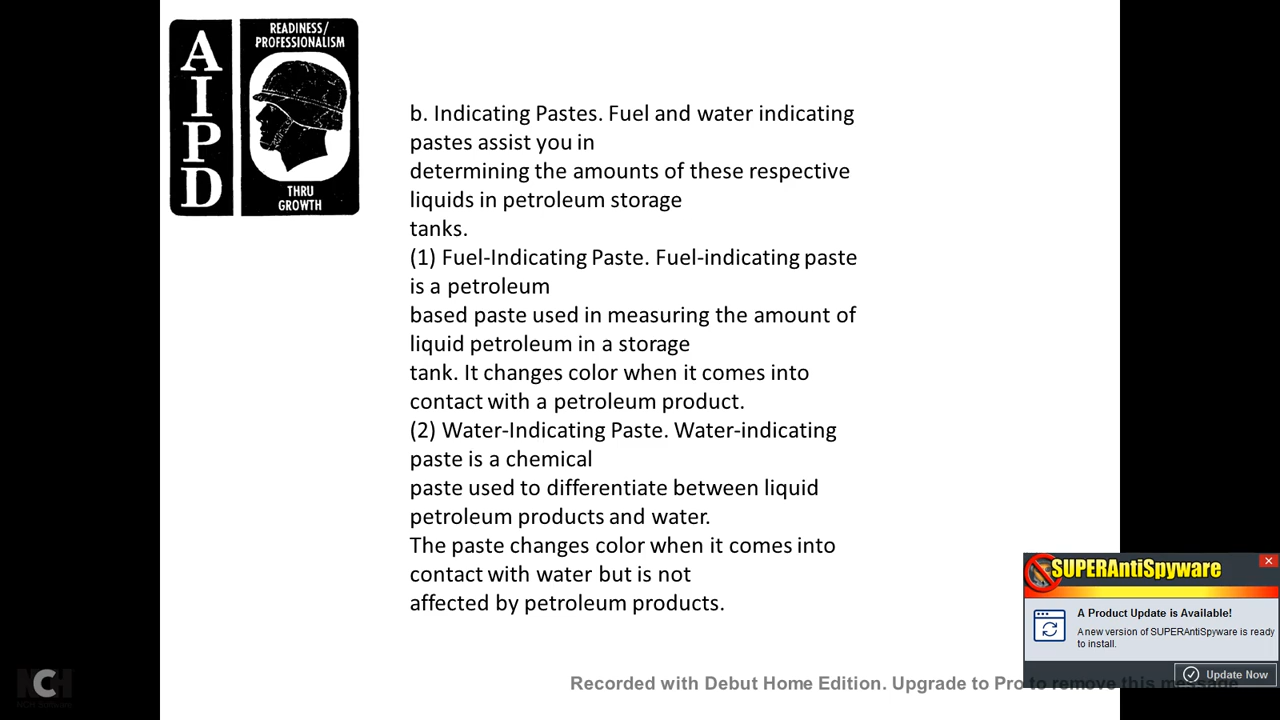 A
I
P
D
READINESS/
PROFESSIONALISM
THRU
GROWTH
b. Indicating Pastes. Fuel and water indicating
pastes assist you in
determining the amounts of these respective
liquids in petroleum storage
tanks.
(1) Fuel-Indicating Paste. Fuel-indicating paste
is a petroleum
based paste used in measuring the amount of
liquid petroleum in a storage
tank. It changes color when it comes into
contact with a petroleum product.
(2) Water-Indicating Paste. Water-indicating
paste is a chemical
paste used to differentiate between liquid
petroleum products and water.
The paste changes color when it comes into
contact with water but is not
affected by petroleum products.
SUPERAntiSpyware
A Product Update is Available!
A new version of SUPERAntiSpyware is ready
to install.
Update Now
NCH
NCH Software
Recorded with Debut Home Edition. Upgrade to Pro to remove this message